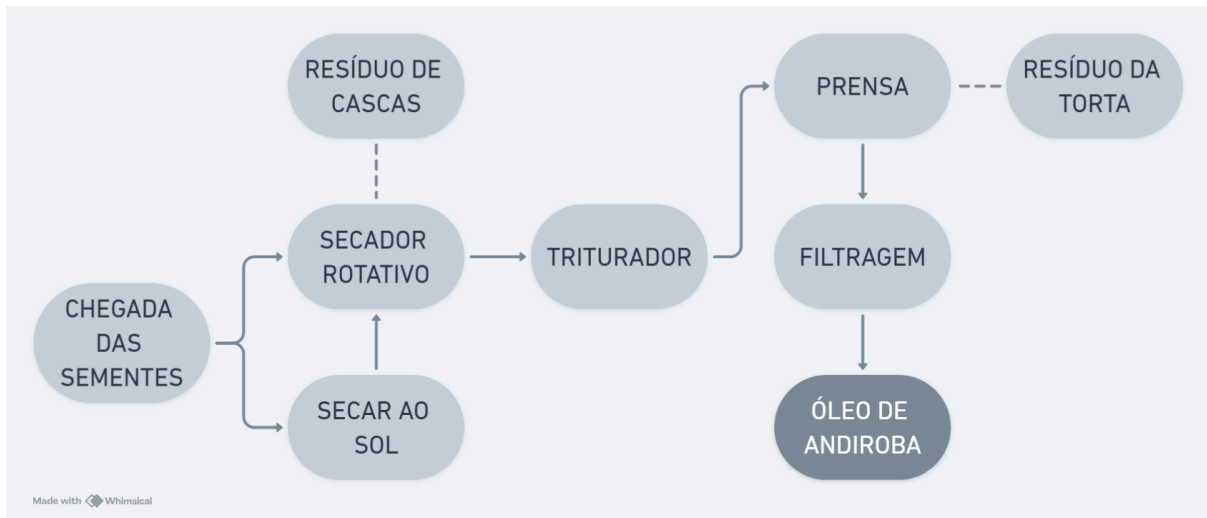 RESÍDUO DE
CASCAS
PRENSA
RESÍDUO DA
TORTA
SECADOR
ROTATIVO
TRITURADOR
FILTRAGEM
CHEGADA
DAS
SEMENTES
SECAR AO
SOL
ÓLEO DE
ANDIROBA
Made with Whimsical